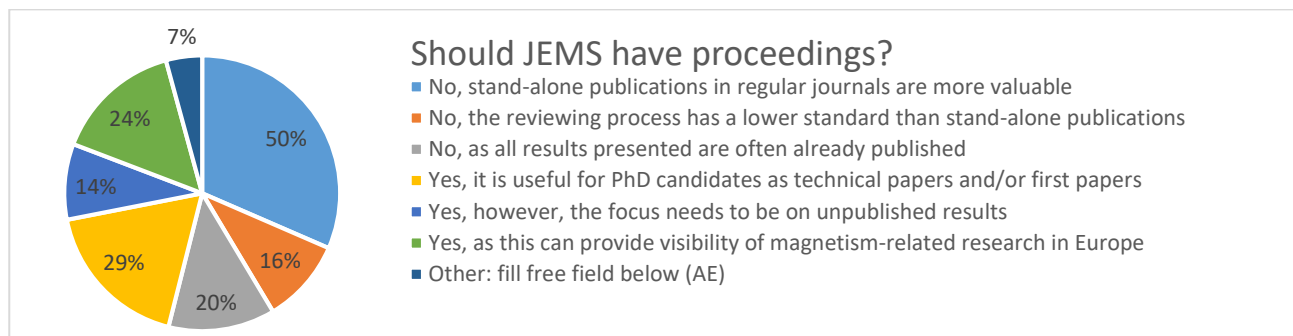 Should JEMS have proceedings?
No, stand-alone publications in regular journals are more valuable
No, the reviewing process has a lower standard than stand-alone publications
No, as all results presented are often already published
Yes, it is useful for PhD candidates as technical papers and/or first papers
Yes, however, the focus needs to be on unpublished results
Yes, as this can provide visibility of magnetism-related research in Europe
Other: fill free field below (AE)
7%
50%
24%
14%
16%
29%
20%